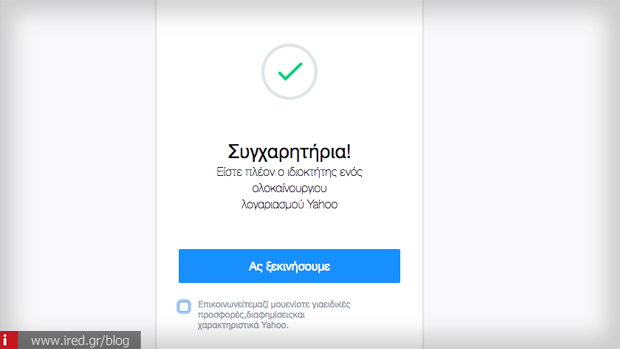 Συγχαρητήρια!
Είστε πλέον ο ιδιοκτήτης ενός
ολοκαίνουργιου
λογαριασμού Yahoo
Ας ξεκινήσουμε
Επικοινωνείτεμαζί μουενίοτε γιαειδικές
προσφορές,διαφημίσειςκαι
χαρακτηριστικά Yahoo.
i www.ired.gr/blog